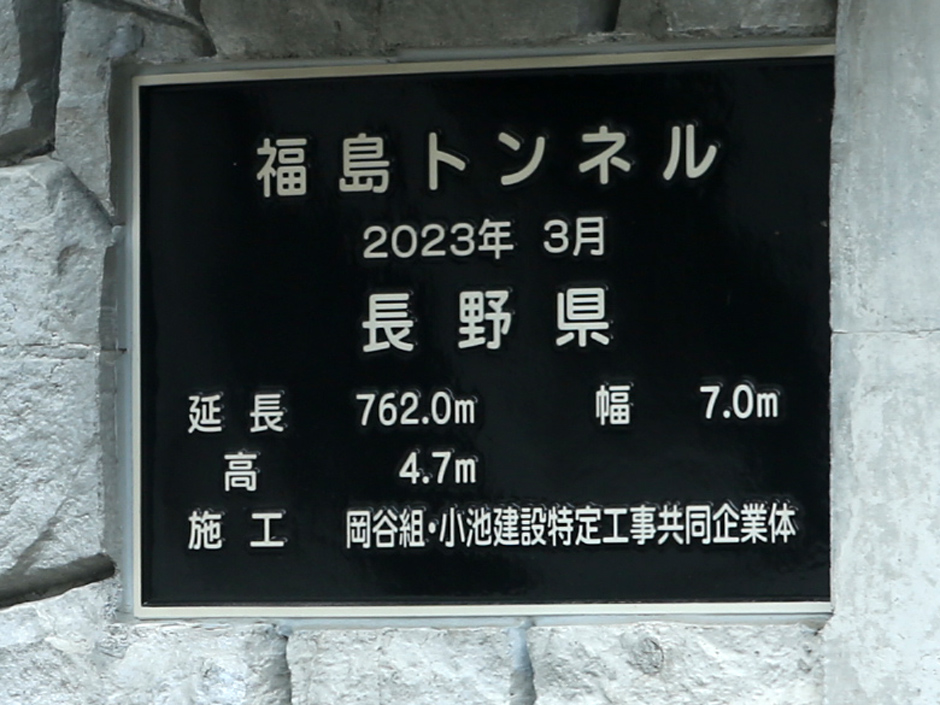 福島トンネル
2023年 3月
長野県
延長 762.0m 幅 7.0m
高 4.7m
施工 岡谷組・小池建設特定工事共同企業体